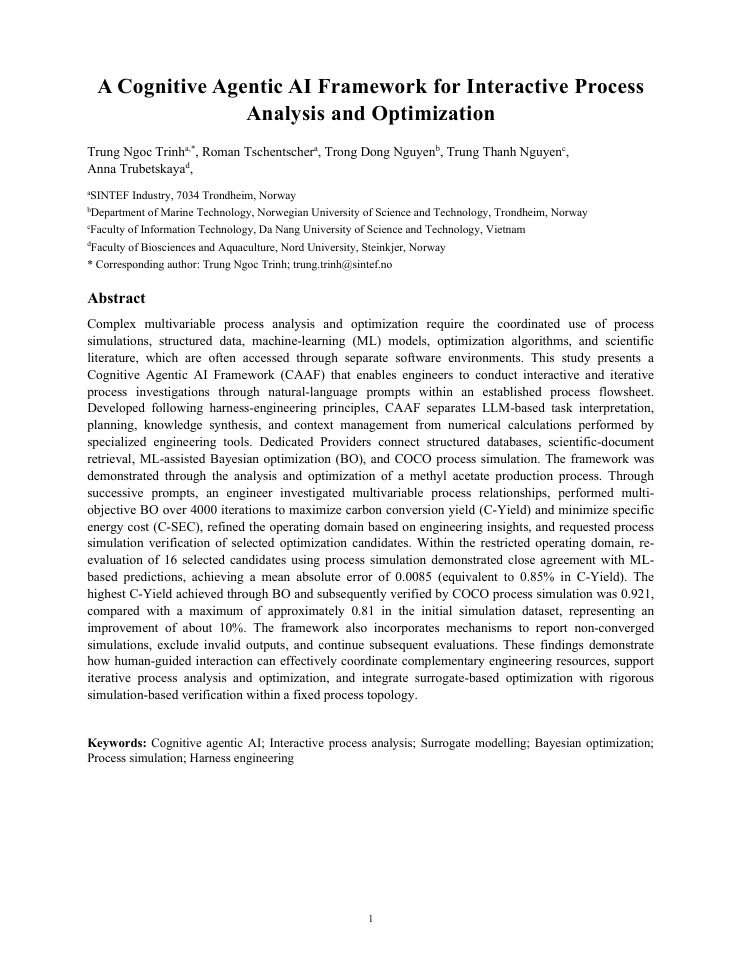 A Cognitive Agentic AI Framework for Interactive Process
Analysis and Optimization
Trung Ngoc Trinha,*, Roman Tschentschera, Trong Dong Nguyenb, Trung Thanh Nguyenc,
Anna Trubetskayad,
aSINTEF Industry, 7034 Trondheim, Norway
bDepartment of Marine Technology, Norwegian University of Science and Technology, Trondheim, Norway
cFaculty of Information Technology, Da Nang University of Science and Technology, Vietnam
dFaculty of Biosciences and Aquaculture, Nord University, Steinkjer, Norway
* Corresponding author: Trung Ngoc Trinh; trung.trinh@sintef.no
Abstract
Complex multivariable process analysis and optimization require the coordinated use of process
simulations, structured data, machine-learning (ML) models, optimization algorithms, and scientific
literature, which are often accessed through separate software environments. This study presents a
Cognitive Agentic AI Framework (CAAF) that enables engineers to conduct interactive and iterative
process investigations through natural-language prompts within an established process flowsheet.
Developed following harness-engineering principles, CAAF separates LLM-based task interpretation,
planning, knowledge synthesis, and context management from numerical calculations performed by
specialized engineering tools. Dedicated Providers connect structured databases, scientific-document
retrieval, ML-assisted Bayesian optimization (BO), and COCO process simulation. The framework was
demonstrated through the analysis and optimization of a methyl acetate production process. Through
successive prompts, an engineer investigated multivariable process relationships, performed multi-
objective BO over 4000 iterations to maximize carbon conversion yield (C-Yield) and minimize specific
energy cost (C-SEC), refined the operating domain based on engineering insights, and requested process
simulation verification of selected optimization candidates. Within the restricted operating domain, re-
evaluation of 16 selected candidates using process simulation demonstrated close agreement with ML-
based predictions, achieving a mean absolute error of 0.0085 (equivalent to 0.85% in C-Yield). The
highest C-Yield achieved through BO and subsequently verified by COCO process simulation was 0.921,
compared with a maximum of approximately 0.81 in the initial simulation dataset, representing an
improvement of about 10%. The framework also incorporates mechanisms to report non-converged
simulations, exclude invalid outputs, and continue subsequent evaluations. These findings demonstrate
how human-guided interaction can effectively coordinate complementary engineering resources, support
iterative process analysis and optimization, and integrate surrogate-based optimization with rigorous
simulation-based verification within a fixed process topology.
Keywords: Cognitive agentic AI; Interactive process analysis; Surrogate modelling; Bayesian optimization;
Process simulation; Harness engineering
1